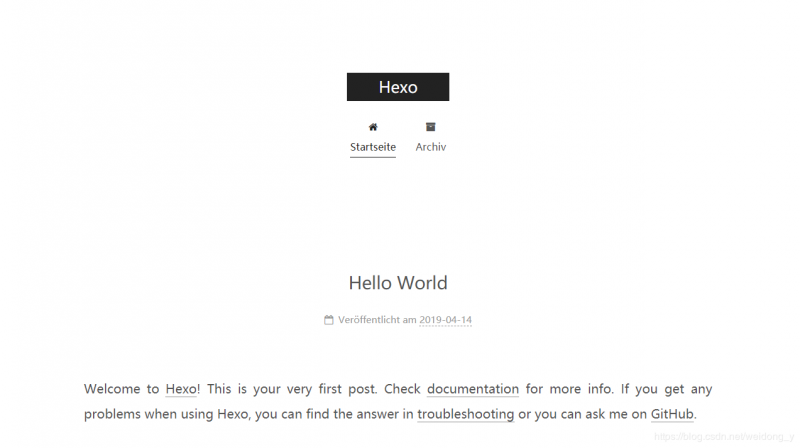 Hexo
Startseite
Archiv
Hello World
Veröffentlicht am 2019-04-14
Welcome to Hexo! This is your very first post. Check documentation for more info. If you get any
problems when using Hexo, you can find the answer in troubleshooting or you can ask me on GitHub.
https://blog.csdn.net/weidong_y